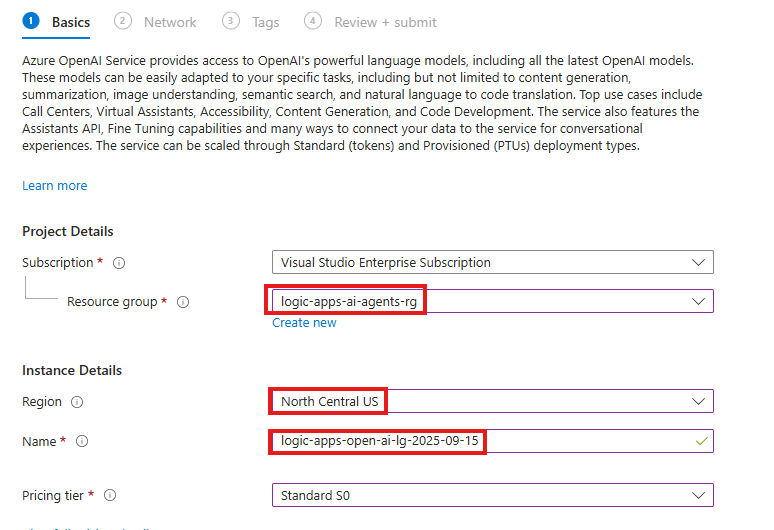 1 Basics 2 Network 3 Tags 4 Review + submit
Azure OpenAI Service provides access to OpenAI's powerful language models, including all the latest OpenAI models.
These models can be easily adapted to your specific tasks, including but not limited to content generation,
summarization, image understanding, semantic search, and natural language to code translation. Top use cases include
Call Centers, Virtual Assistants, Accessibility, Content Generation, and Code Development. The service also features the
Assistants API, Fine Tuning capabilities and many ways to connect your data to the service for conversational
experiences. The service can be scaled through Standard (tokens) and Provisioned (PTUs) deployment types.
Learn more
Project Details
Subscription * Visual Studio Enterprise Subscription
Resource group * logic-apps-ai-agents-rg
Create new
Instance Details
Region North Central US
Name * logic-apps-open-ai-lg-2025-09-15
Pricing tier * Standard S0